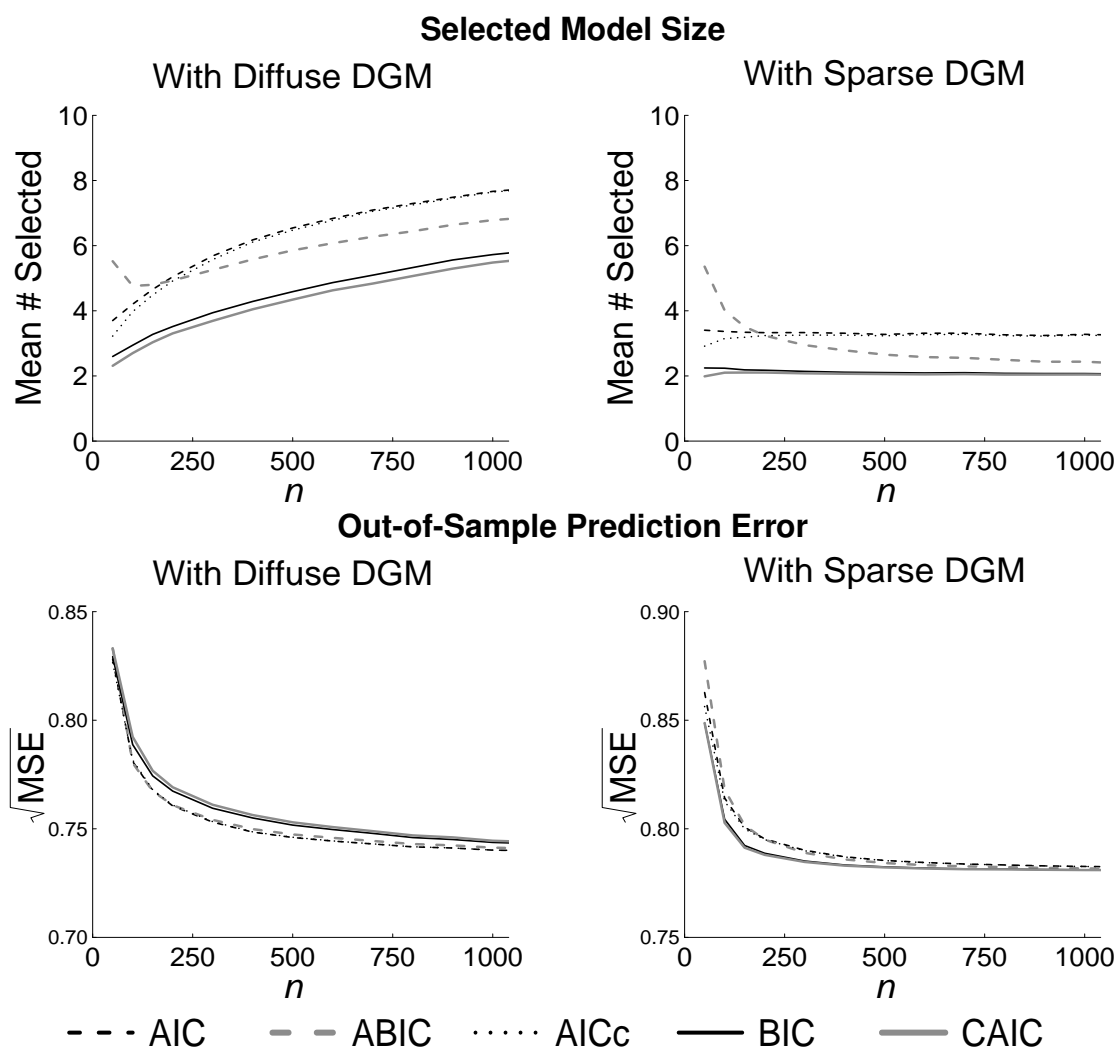 Selected Model Size
With Diffuse DGM
With Sparse DGM
Mean # Selected
10
8
6
4
2
0
0 250 500 750 1000
n
Mean # Selected
10
8
6
4
2
0
0 250 500 750 1000
n
Out-of-Sample Prediction Error
With Diffuse DGM
With Sparse DGM
√MSE
0.85
0.80
0.75
0.70
0 250 500 750 1000
n
√MSE
0.90
0.85
0.80
0.75
0 250 500 750 1000
n
AIC ABIC AICc BIC CAIC